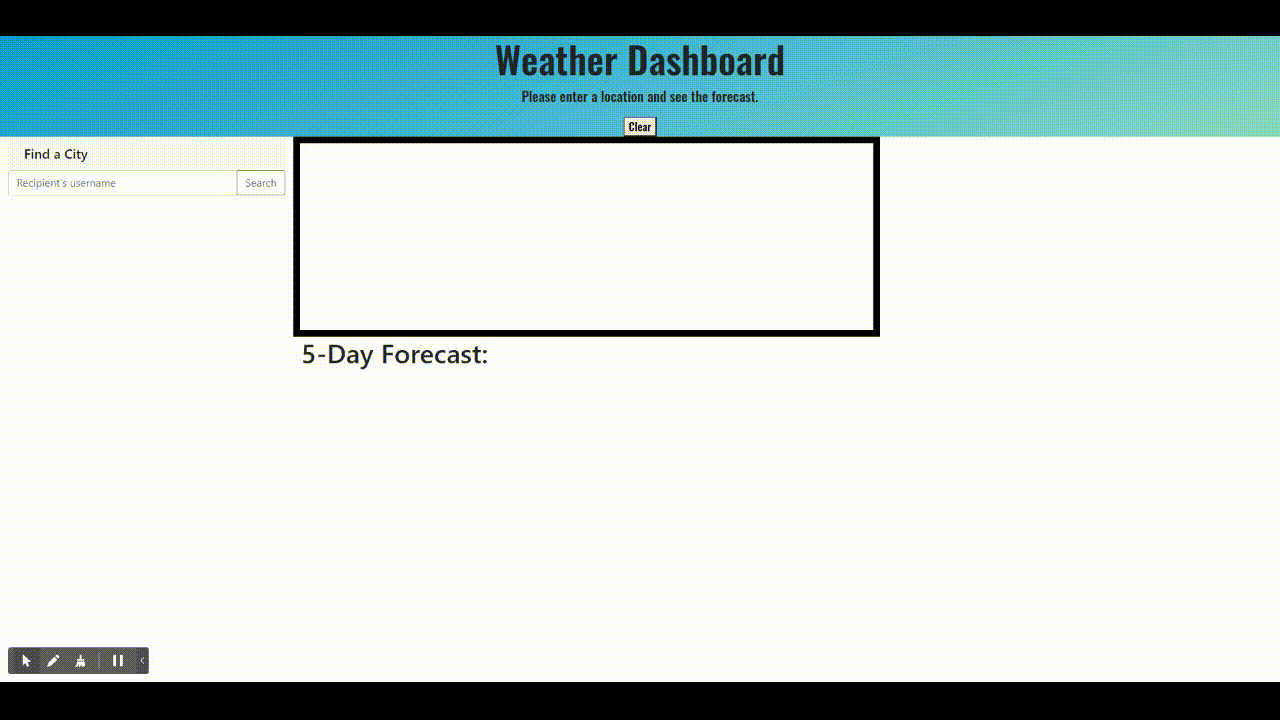 Weather Dashboard
Please enter a location and see the forecast.
Clear
Find a City
Recipient's username
Search
5-Day Forecast: